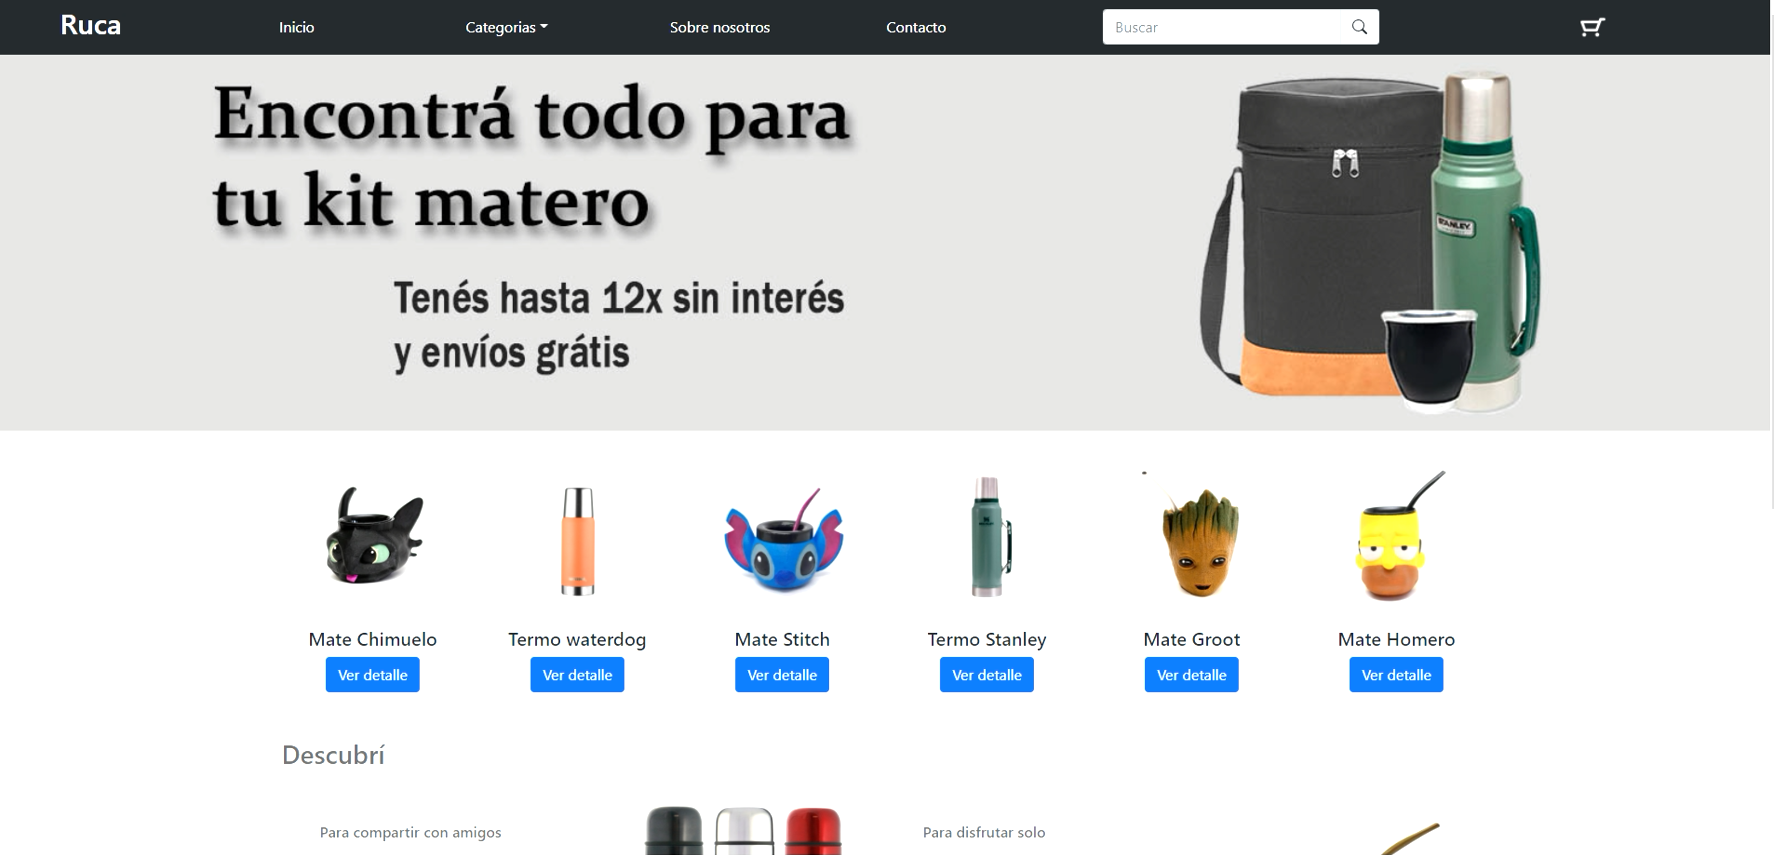 Ruca
Inicio
Categorias
Sobre nosotros
Contacto
Buscar
Encontrá todo para
tu kit matero
Tenés hasta 12x sin interés
y envíos grátis
STANLEY
Mate Chimuelo
Termo waterdog
Mate Stitch
Termo Stanley
Mate Groot
Mate Homero
Ver detalle
Ver detalle
Ver detalle
Ver detalle
Ver detalle
Ver detalle
Descubrí
Para compartir con amigos
Para disfrutar solo